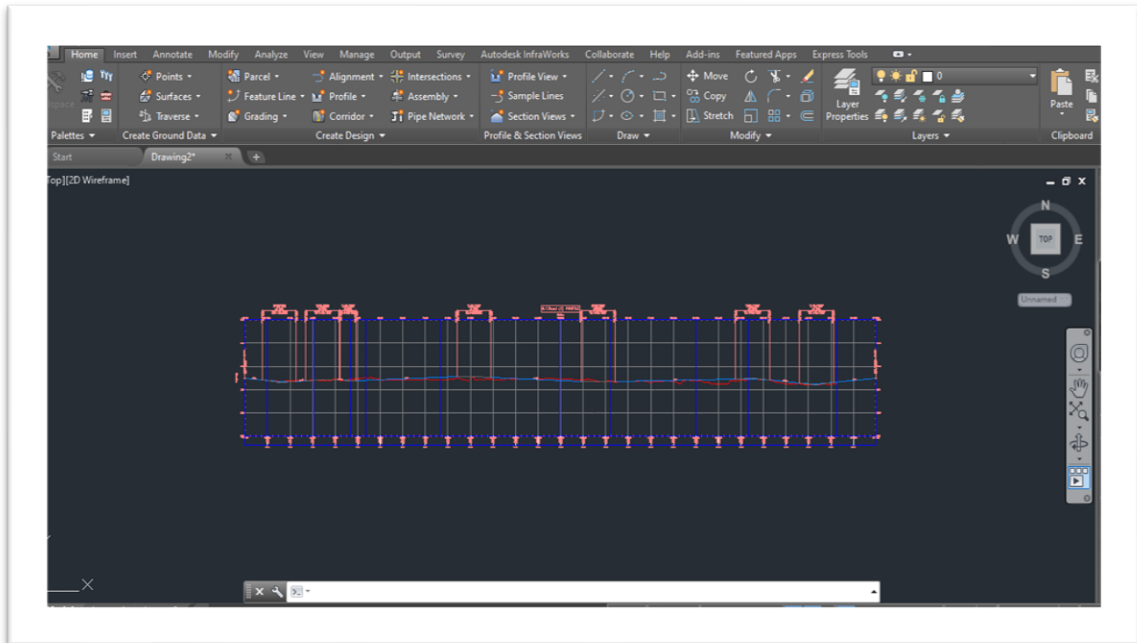 Home Insert Annotate Modify Analyze View Manage Output Survey Autodesk InfraWorks Collaborate Help Add-ins Featured Apps Express Tools
Points Parcel Alignment Intersections Profile View Move 0
Surfaces Feature Line Profile Assembly Sample Lines Copy Layer Paste
Traverse Grading Corridor Pipe Network Section Views Stretch Properties
Palettes Create Ground Data Create Design Profile & Section Views Draw Modify Layers Clipboard
Start Drawing2*
Top][2D Wireframe]
N
W TOP E
S
Unnamed
X